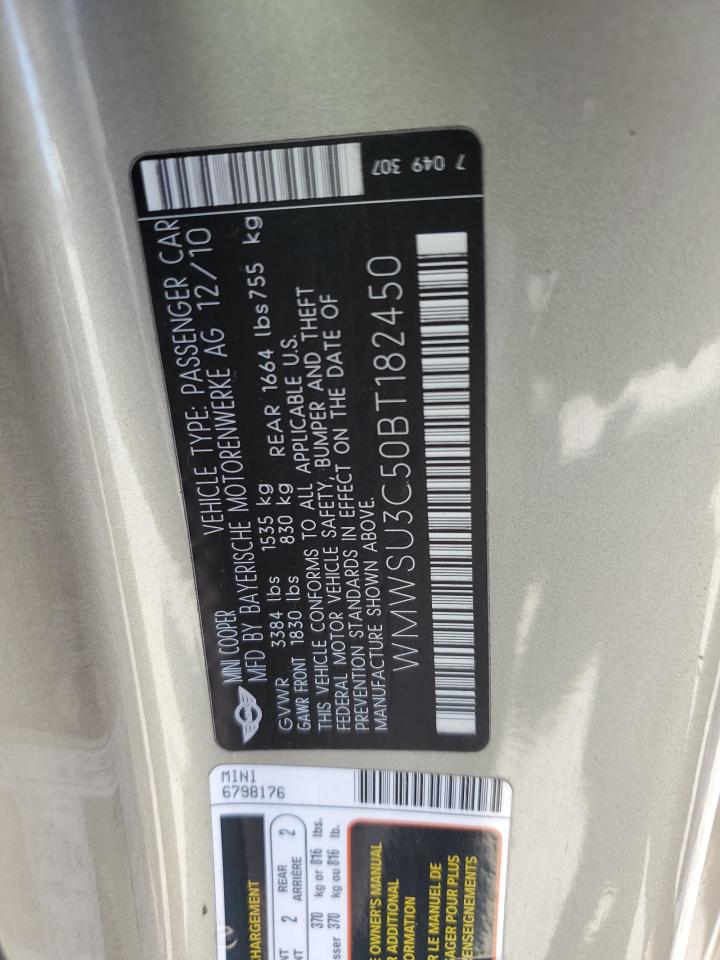 7 049 307
MINI COOPER VEHICLE TYPE: PASSENGER CAR
MFD BY BAYERISCHE MOTORENWERKE AG 12/10
GVWR 3384 lbs 1535 kg REAR 1664 lbs 755 kg
GAWR FRONT 1830 lbs 830 kg
THIS VEHICLE CONFORMS TO ALL APPLICABLE U.S.
FEDERAL MOTOR VEHICLE SAFETY, BUMPER AND THEFT
PREVENTION STANDARDS IN EFFECT ON THE DATE OF
MANUFACTURE SHOWN ABOVE.
WMWSU3C50BT182450
MINI
6798176
CHARGEMENT
2 REAR 2
ARRIÈRE
370 kg or 816 lbs.
370 kg ou 816 lb.
OWNER'S MANUAL
ADDITIONAL
LE MANUEL DE
POUR PLUS